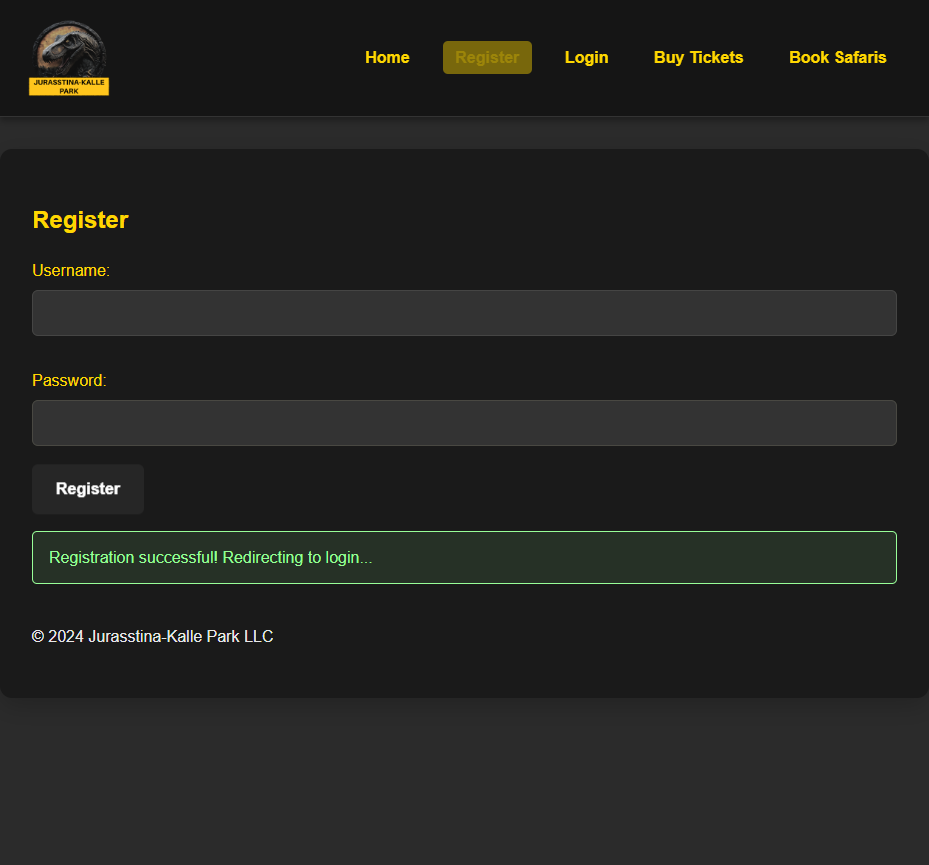 JURASSTINA-KALLE
PARK
Home Register Login Buy Tickets Book Safaris
Register
Username:
Password:
Register
Registration successful! Redirecting to login...
© 2024 Jurasstina-Kalle Park LLC